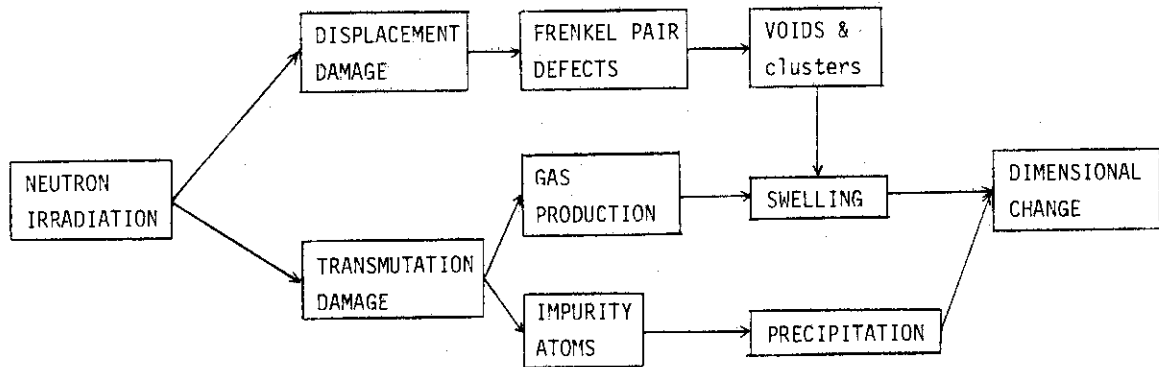 DISPLACEMENT
DAMAGE
FRENKEL PAIR
DEFECTS
VOIDS &
clusters
NEUTRON
IRRADIATION
GAS
PRODUCTION
SWELLING
DIMENSIONAL
CHANGE
TRANSMUTATION
DAMAGE
IMPURITY
ATOMS
PRECIPITATION